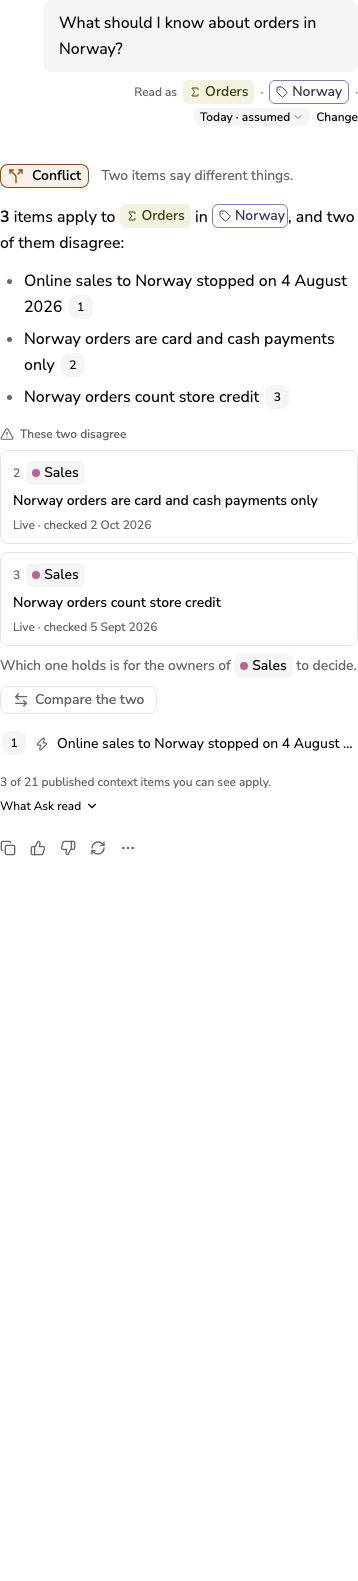 What should I know about orders in
Norway?
Read as Orders · Norway ·
Today · assumed Change
Conflict Two items say different things.
3 items apply to Orders in Norway, and two
of them disagree:
• Online sales to Norway stopped on 4 August
2026 1
• Norway orders are card and cash payments
only 2
• Norway orders count store credit 3
These two disagree
2 Sales
Norway orders are card and cash payments only
Live · checked 2 Oct 2026
3 Sales
Norway orders count store credit
Live · checked 5 Sept 2026
Which one holds is for the owners of Sales to decide.
Compare the two
1 Online sales to Norway stopped on 4 August ...
3 of 21 published context items you can see apply.
What Ask read